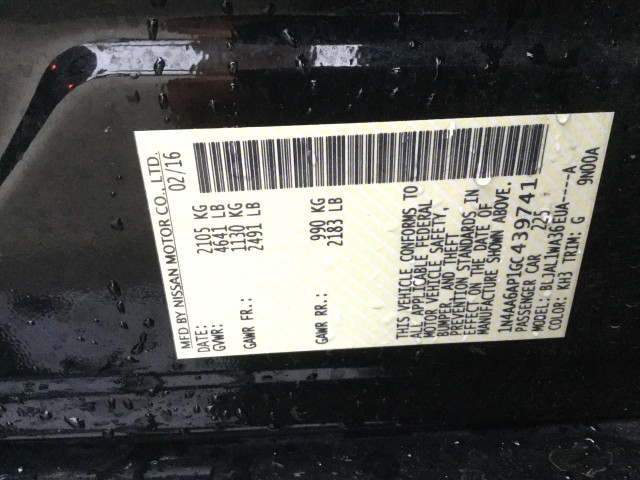 MFD BY NISSAN MOTOR CO., LTD.
DATE: 02/16
GVWR: 2105 KG
4641 LB
GAWR FR.: 1130 KG
2491 LB
GAWR RR.: 990 KG
2183 LB
THIS VEHICLE CONFORMS TO
ALL APPLICABLE FEDERAL
MOTOR VEHICLE SAFETY,
BUMPER, AND THEFT
PREVENTION STANDARDS IN
EFFECT ON THE DATE OF
MANUFACTURE SHOWN ABOVE.
1N4AA6AP1GC439741
PASSENGER CAR 225
MODEL: BLJAL1WA36EUA----A
COLOR: KH3 TRIM: G 9N00A